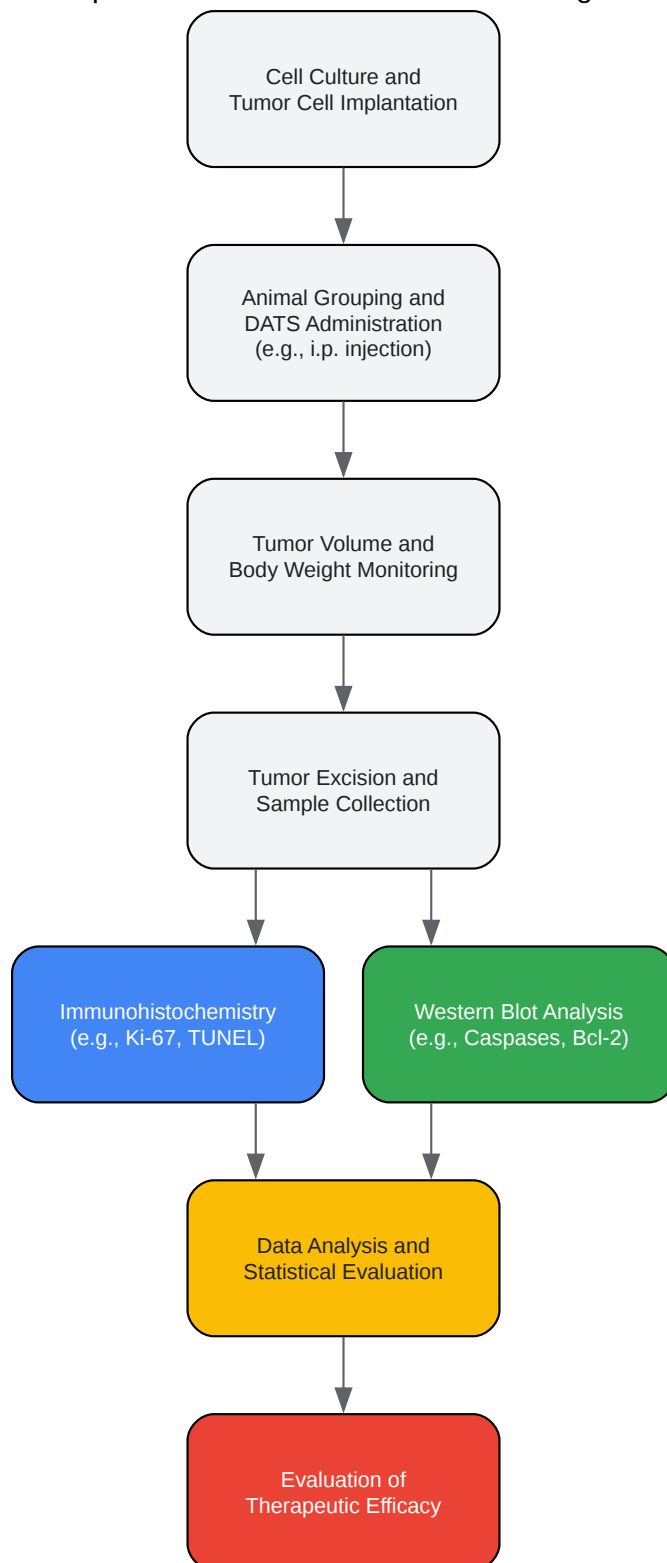 Cell Culture and
Tumor Cell Implantation
Animal Grouping and
DATS Administration
(e.g., i.p. injection)
Tumor Volume and
Body Weight Monitoring
Tumor Excision and
Sample Collection
Immunohistochemistry
(e.g., Ki-67, TUNEL)
Western Blot Analysis
(e.g., Caspases, Bcl-2)
Data Analysis and
Statistical Evaluation
Evaluation of
Therapeutic Efficacy